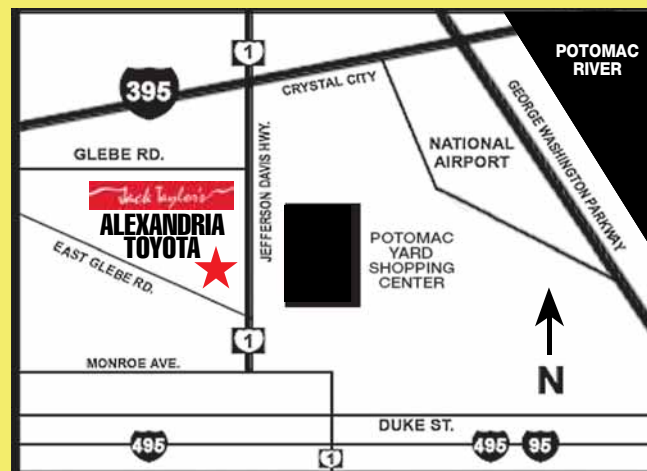 1
POTOMAC
RIVER
395
CRYSTAL CITY
GEORGE WASHINGTON PARKWAY
NATIONAL
AIRPORT
GLEBE RD.
JEFFERSON DAVIS HWY.
Jack Taylor's
ALEXANDRIA
TOYOTA
EAST GLEBE RD.
POTOMAC
YARD
SHOPPING
CENTER
1
MONROE AVE.
N
DUKE ST.
495
1
495
95